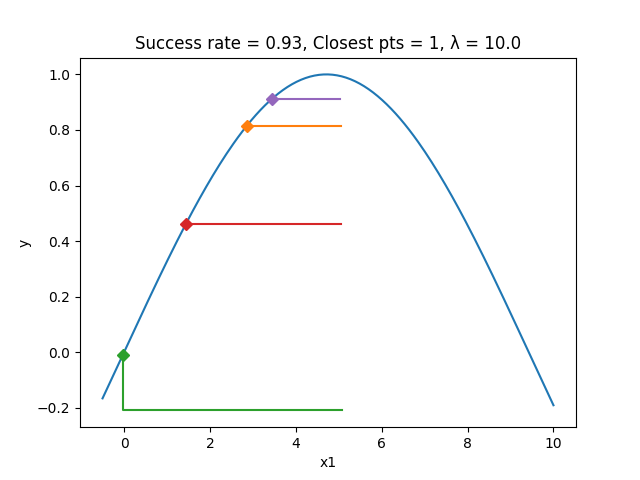 Success rate = 0.93, Closest pts = 1, λ = 10.0
1.0
0.8
0.6
0.4
0.2
0.0
−0.2
y
0 2 4 6 8 10
x1